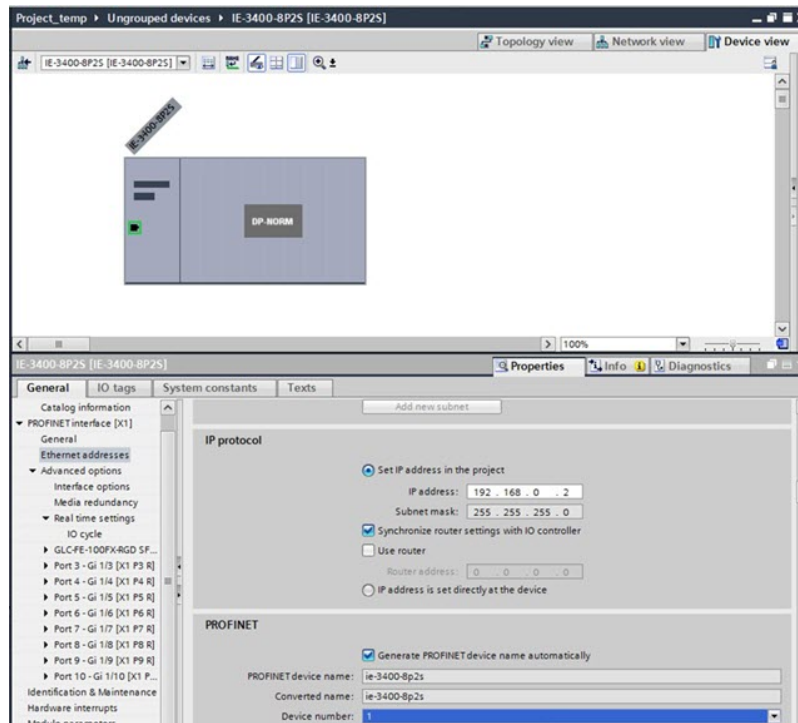 Project_temp ▸ Ungrouped devices ▸ IE-3400-8P2S [IE-3400-8P2S]
Topology view Network view Device view
IE-3400-8P2S [IE-3400-8P2S]
IE-3400-8P2S
DP-NORM
100%
IE-3400-8P2S [IE-3400-8P2S]
Properties Info Diagnostics
General IO tags System constants Texts
Catalog information
PROFINET interface [X1]
General
Ethernet addresses
Advanced options
Interface options
Media redundancy
Real time settings
IO cycle
GLC-FE-100FX-RGD SF...
Port 3 - Gi 1/3 [X1 P3 R]
Port 4 - Gi 1/4 [X1 P4 R]
Port 5 - Gi 1/5 [X1 P5 R]
Port 6 - Gi 1/6 [X1 P6 R]
Port 7 - Gi 1/7 [X1 P7 R]
Port 8 - Gi 1/8 [X1 P8 R]
Port 9 - Gi 1/9 [X1 P9 R]
Port 10 - Gi 1/10 [X1 P...
Identification & Maintenance
Hardware interrupts
Module parameters
Add new subnet
IP protocol
Set IP address in the project
IP address: 192 . 168 . 0 . 2
Subnet mask: 255 . 255 . 255 . 0
Synchronize router settings with IO controller
Use router
Router address: 0 . 0 . 0 . 0
IP address is set directly at the device
PROFINET
Generate PROFINET device name automatically
PROFINET device name: ie-3400-8p2s
Converted name: ie-3400-8p2s
Device number: 1